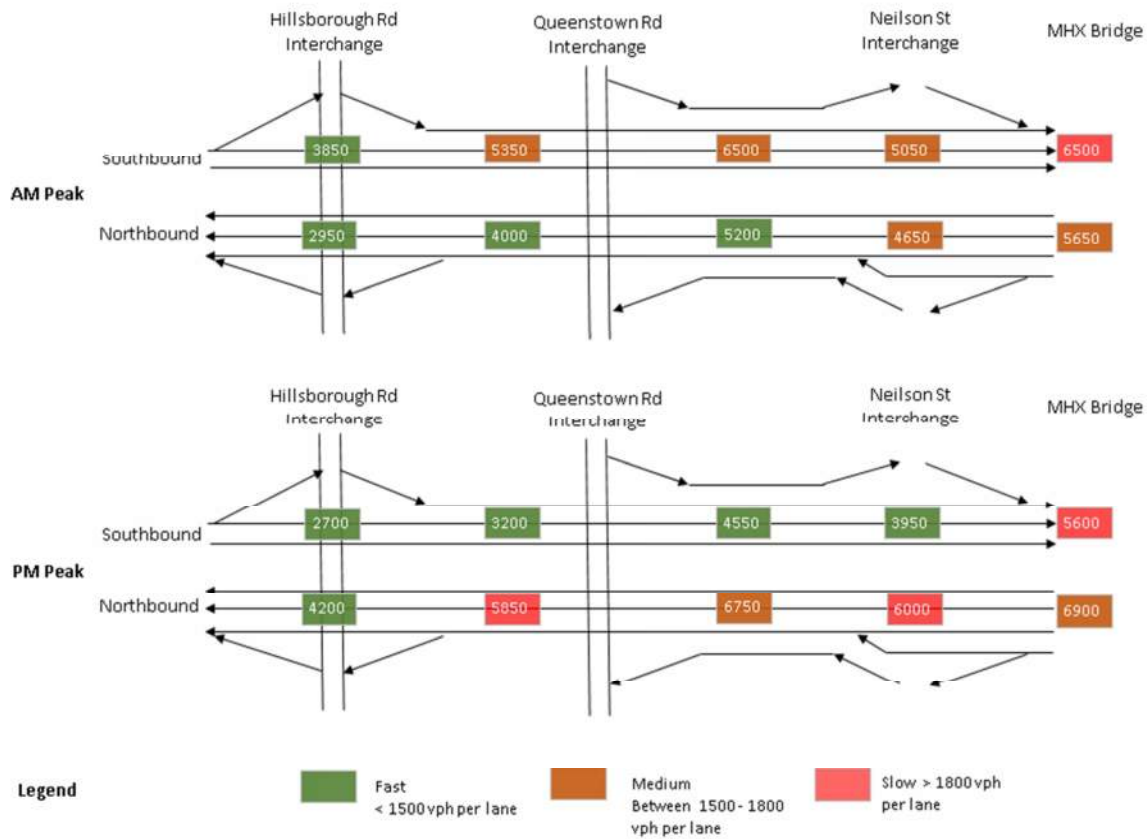 Hillsborough Rd
Interchange
Queenstown Rd
Interchange
Neilson St
Interchange
MHX Bridge
AM Peak
Southbound
3850
5350
6500
5050
6500
Northbound
2950
4000
5200
4650
5650
Hillsborough Rd
Interchange
Queenstown Rd
Interchange
Neilson St
Interchange
MHX Bridge
PM Peak
Southbound
2700
3200
4550
3950
5600
Northbound
4200
5850
6750
6000
6900
Legend
Fast
< 1500 vph per lane
Medium
Between 1500 - 1800
vph per lane
Slow > 1800 vph
per lane